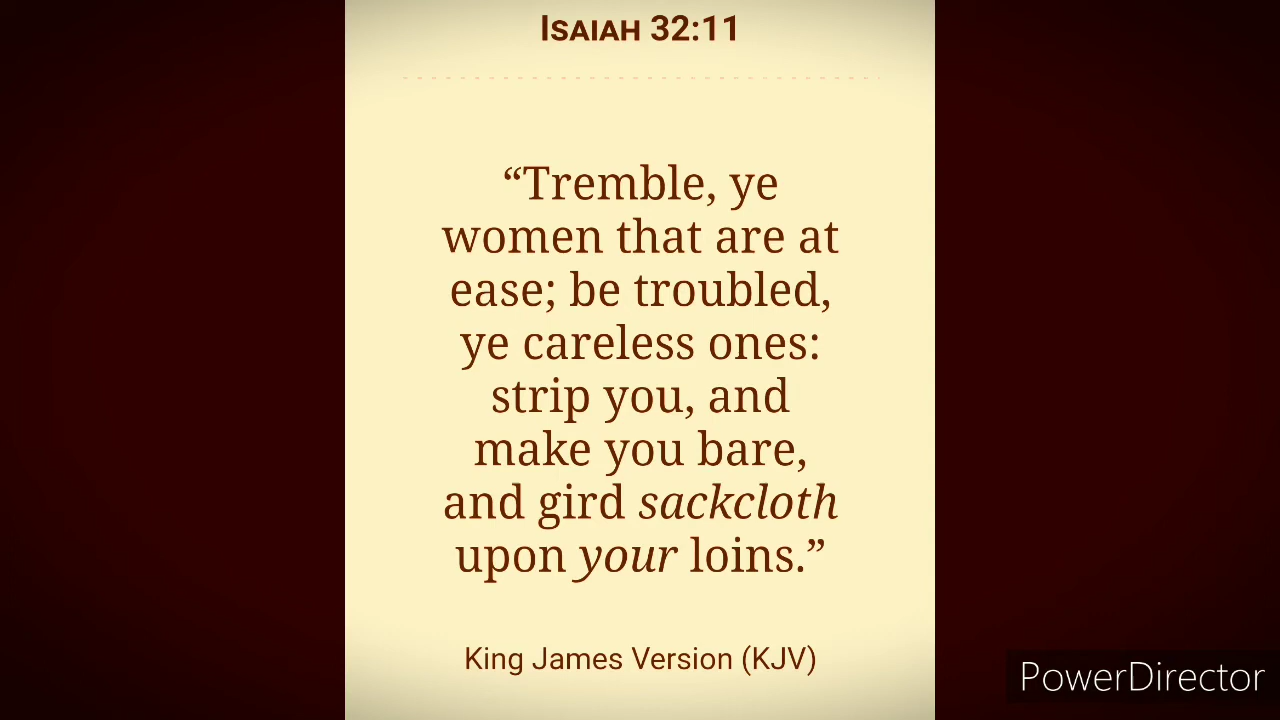 Isaiah 32:11
“Tremble, ye
women that are at
ease; be troubled,
ye careless ones:
strip you, and
make you bare,
and gird sackcloth
upon your loins.”
King James Version (KJV)
PowerDirector